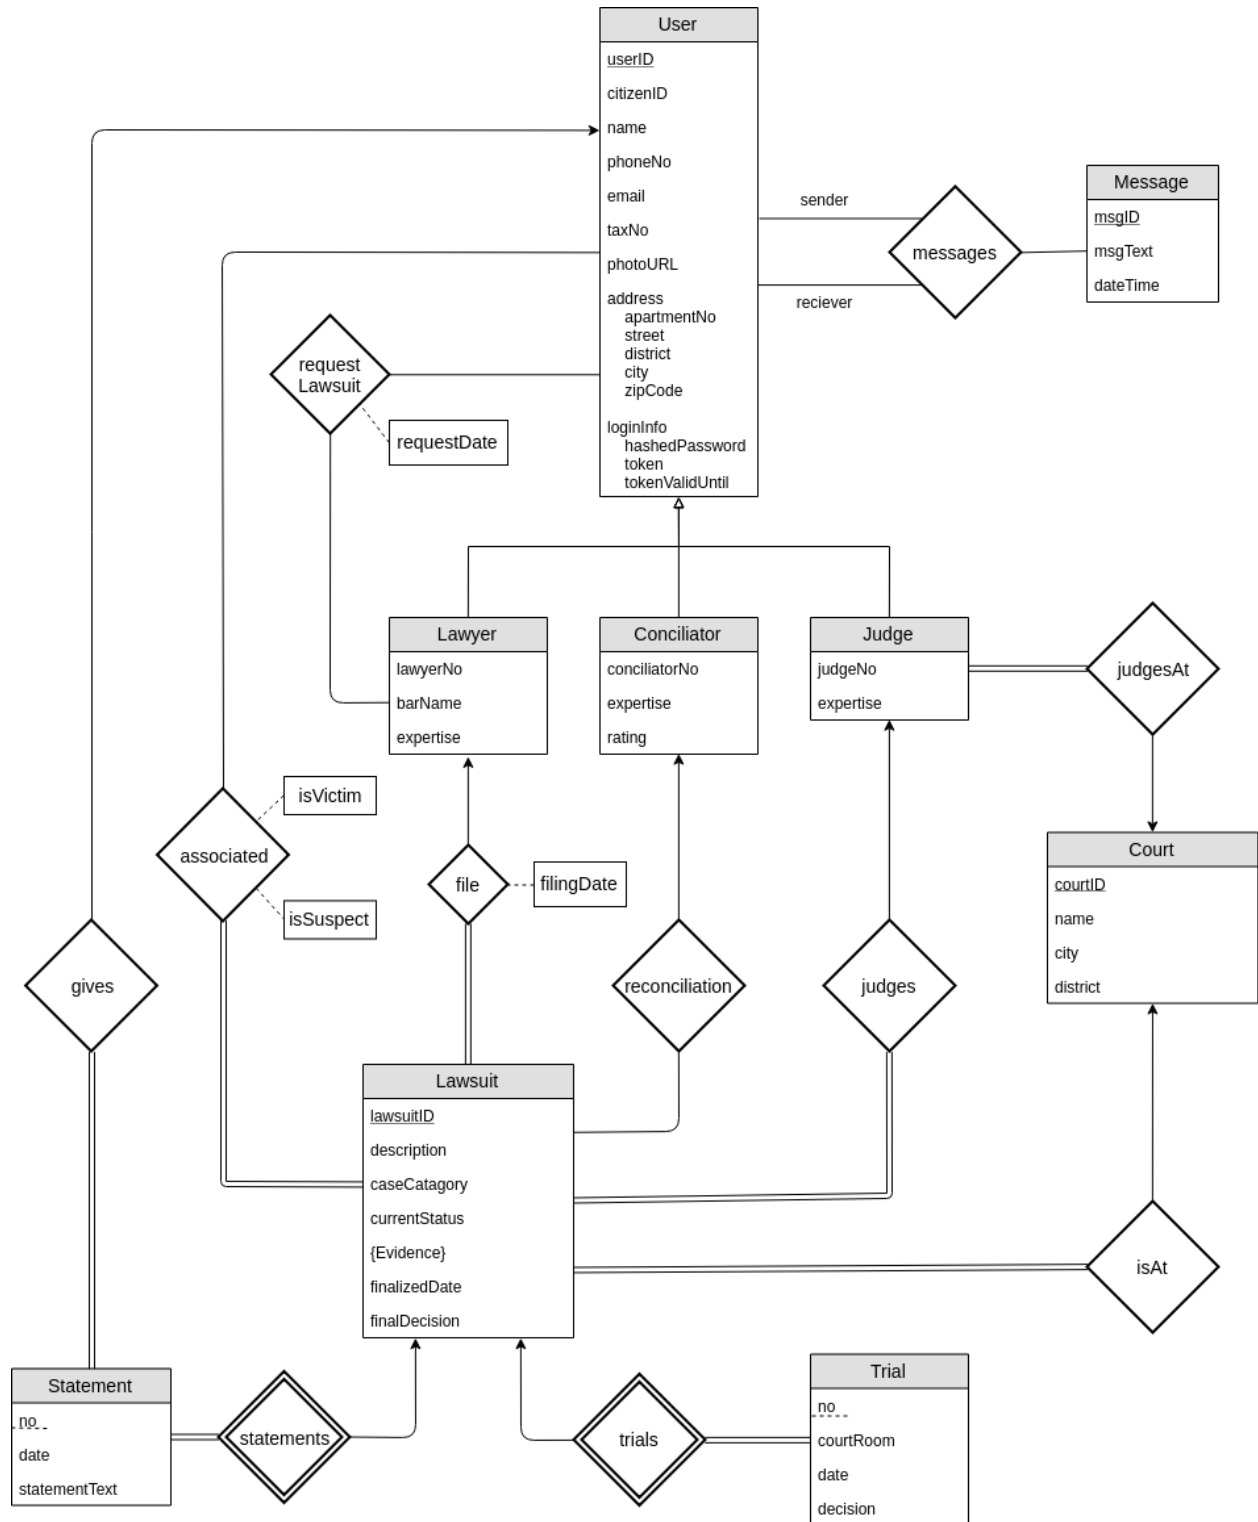 User
userID
citizenID
name
phoneNo
email
taxNo
photoURL
address
apartmentNo
street
district
city
zipCode
loginInfo
hashedPassword
token
tokenValidUntil
sender
reciever
messages
Message
msgID
msgText
dateTime
request
Lawsuit
requestDate
Lawyer
lawyerNo
barName
expertise
Conciliator
conciliatorNo
expertise
rating
Judge
judgeNo
expertise
judgesAt
isVictim
associated
isSuspect
file
filingDate
Court
courtID
name
city
district
gives
reconciliation
judges
Lawsuit
lawsuitID
description
caseCatagory
currentStatus
{Evidence}
finalizedDate
finalDecision
isAt
Statement
no
date
statementText
statements
trials
Trial
no
courtRoom
date
decision